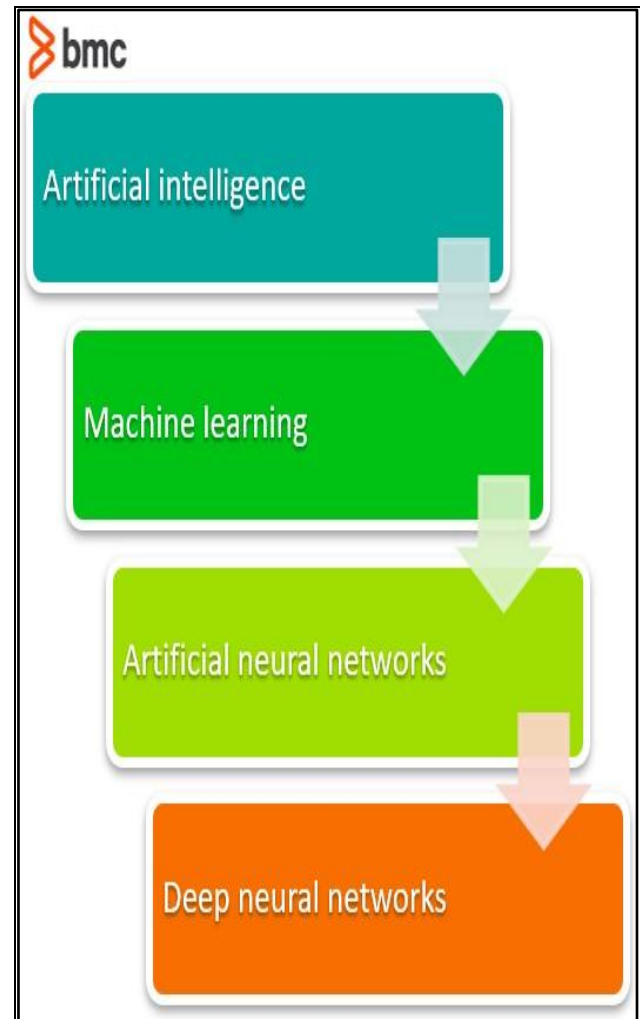 bmc
Artificial intelligence
Machine learning
Artificial neural networks
Deep neural networks